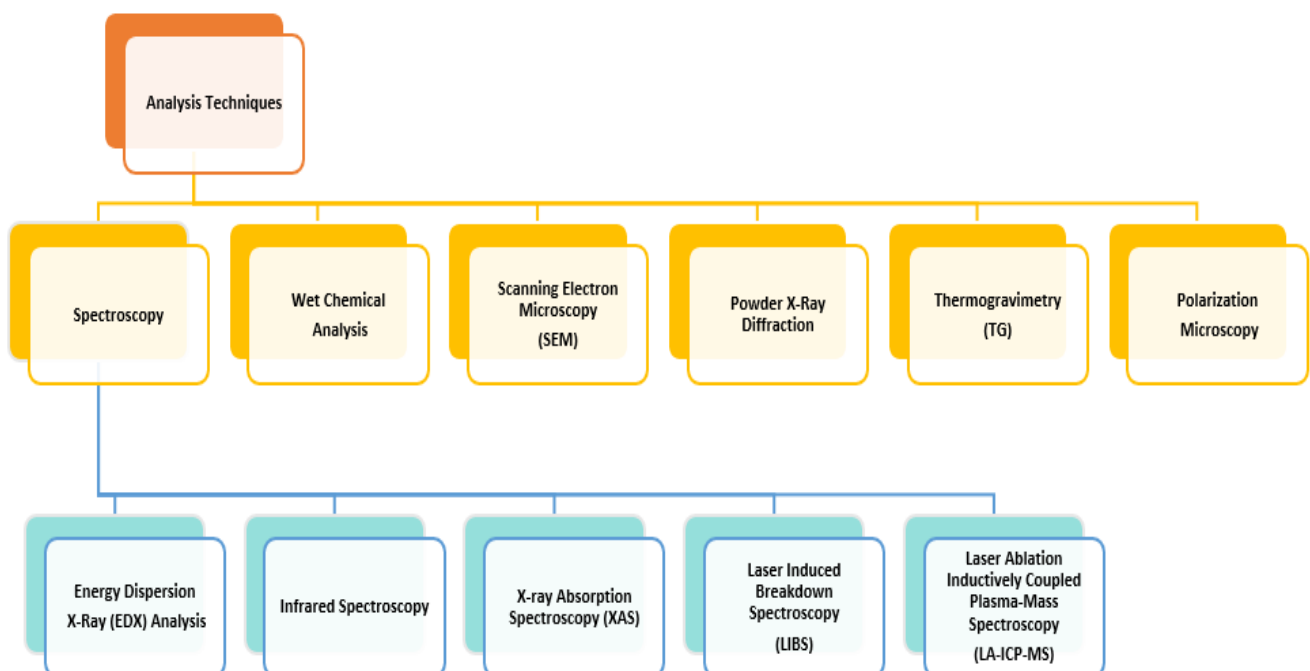 Analysis Techniques
Spectroscopy
Wet Chemical
Analysis
Scanning Electron
Microscopy
(SEM)
Powder X-Ray
Diffraction
Thermogravimetry
(TG)
Polarization
Microscopy
Energy Dispersion
X-Ray (EDX) Analysis
Infrared Spectroscopy
X-ray Absorption
Spectroscopy (XAS)
Laser Induced
Breakdown
Spectroscopy
(LIBS)
Laser Ablation
Inductively Coupled
Plasma-Mass
Spectroscopy
(LA-ICP-MS)